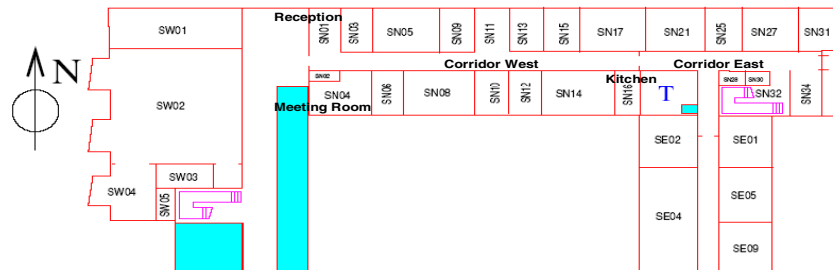 Reception
SW01
SN01
SN03
SN05
SN09
SN11
SN13
SN15
SN17
SN21
SN25
SN27
SN31
N
Corridor West
Corridor East
SW02
SN02
SN04
Meeting Room
SN06
SN08
SN10
SN12
SN14
SN16
Kitchen
T
SN28
SN30
SN32
SN34
SE02
SE01
SW03
SW04
SW05
SE04
SE05
SE09